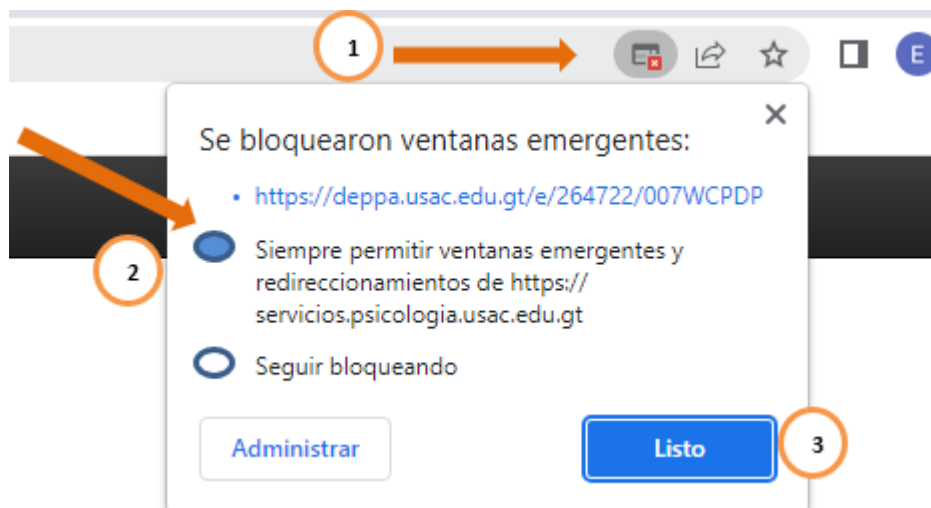 1
E
Se bloquearon ventanas emergentes:
• https://deppa.usac.edu.gt/e/264722/007WCPDP
2
Siempre permitir ventanas emergentes y
redireccionamientos de https://
servicios.psicologia.usac.edu.gt
Seguir bloqueando
Administrar
Listo
3